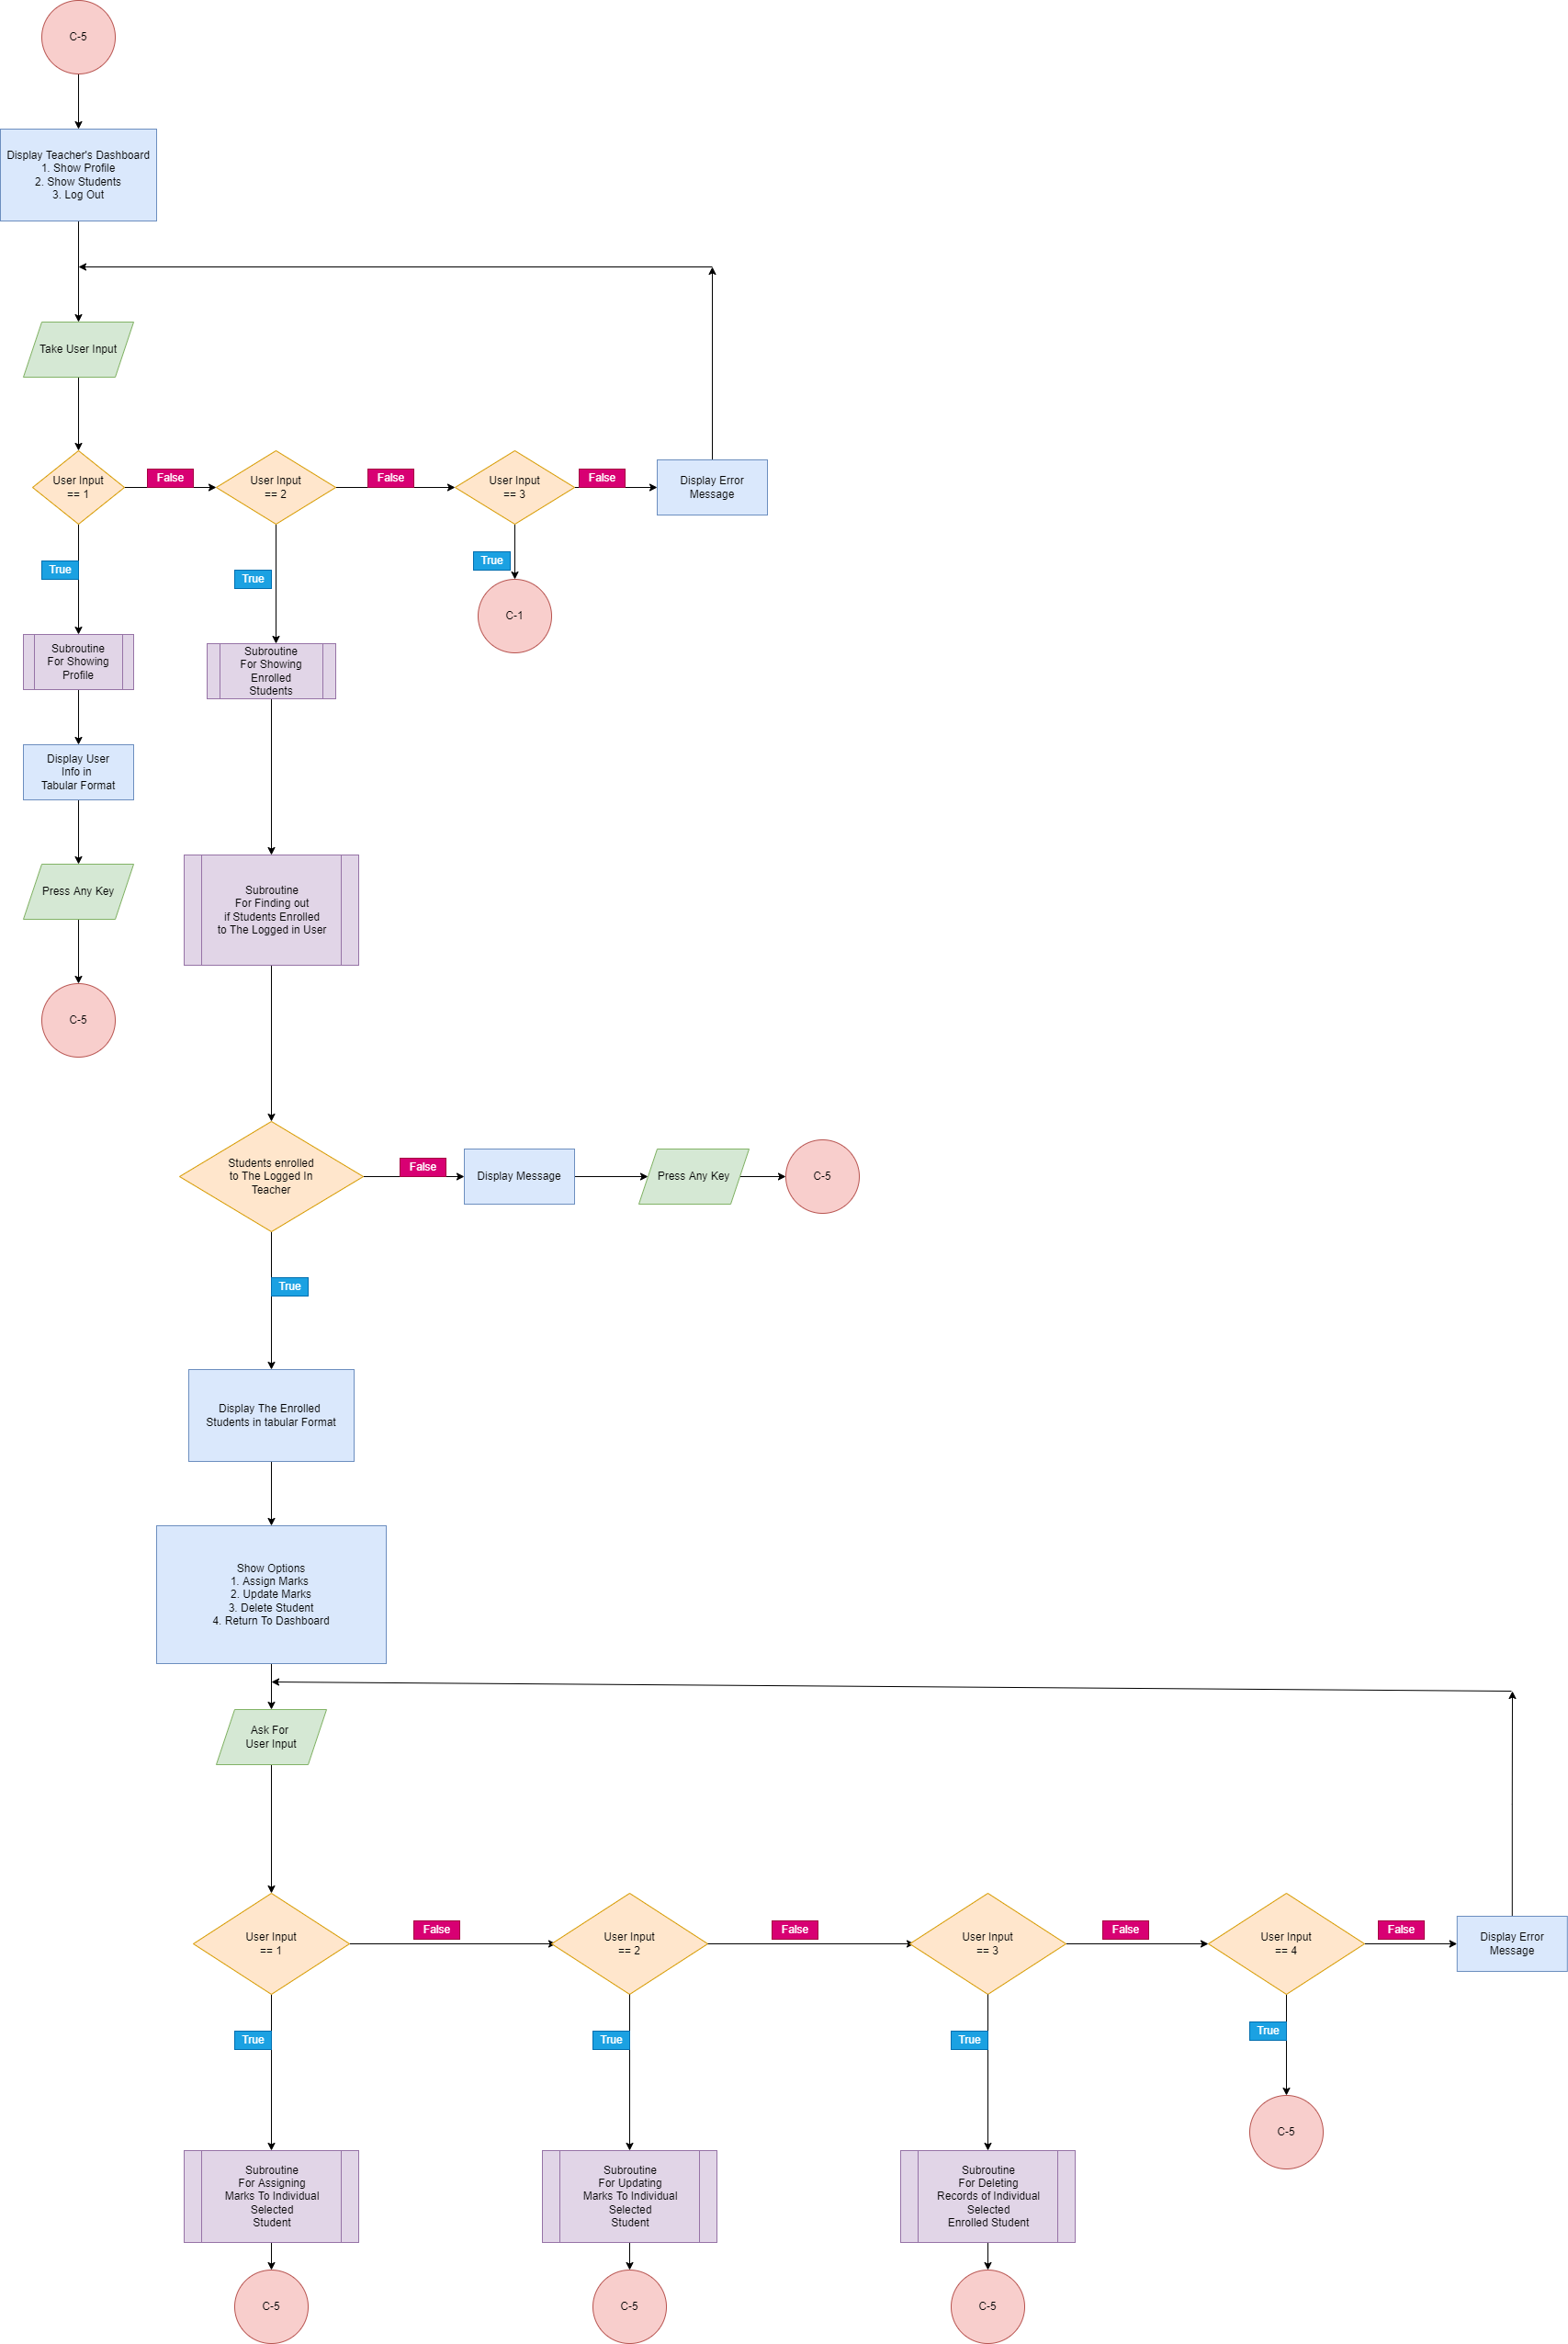 C-5
Display Teacher's Dashboard
1. Show Profile
2. Show Students
3. Log Out
Take User Input
User Input
== 1
False
User Input
== 2
False
User Input
== 3
False
Display Error
Message
True
True
True
C-1
Subroutine
For Showing
Profile
Subroutine
For Showing
Enrolled
Students
Display User
Info in
Tabular Format
Press Any Key
C-5
Subroutine
For Finding out
if Students Enrolled
to The Logged in User
Students enrolled
to The Logged In
Teacher
False
Display Message
Press Any Key
C-5
True
Display The Enrolled
Students in tabular Format
Show Options
1. Assign Marks
2. Update Marks
3. Delete Student
4. Return To Dashboard
Ask For
User Input
User Input
== 1
False
User Input
== 2
False
User Input
== 3
False
User Input
== 4
False
Display Error
Message
True
True
True
True
C-5
Subroutine
For Assigning
Marks To Individual
Selected
Student
Subroutine
For Updating
Marks To Individual
Selected
Student
Subroutine
For Deleting
Records of Individual
Selected
Enrolled Student
C-5
C-5
C-5